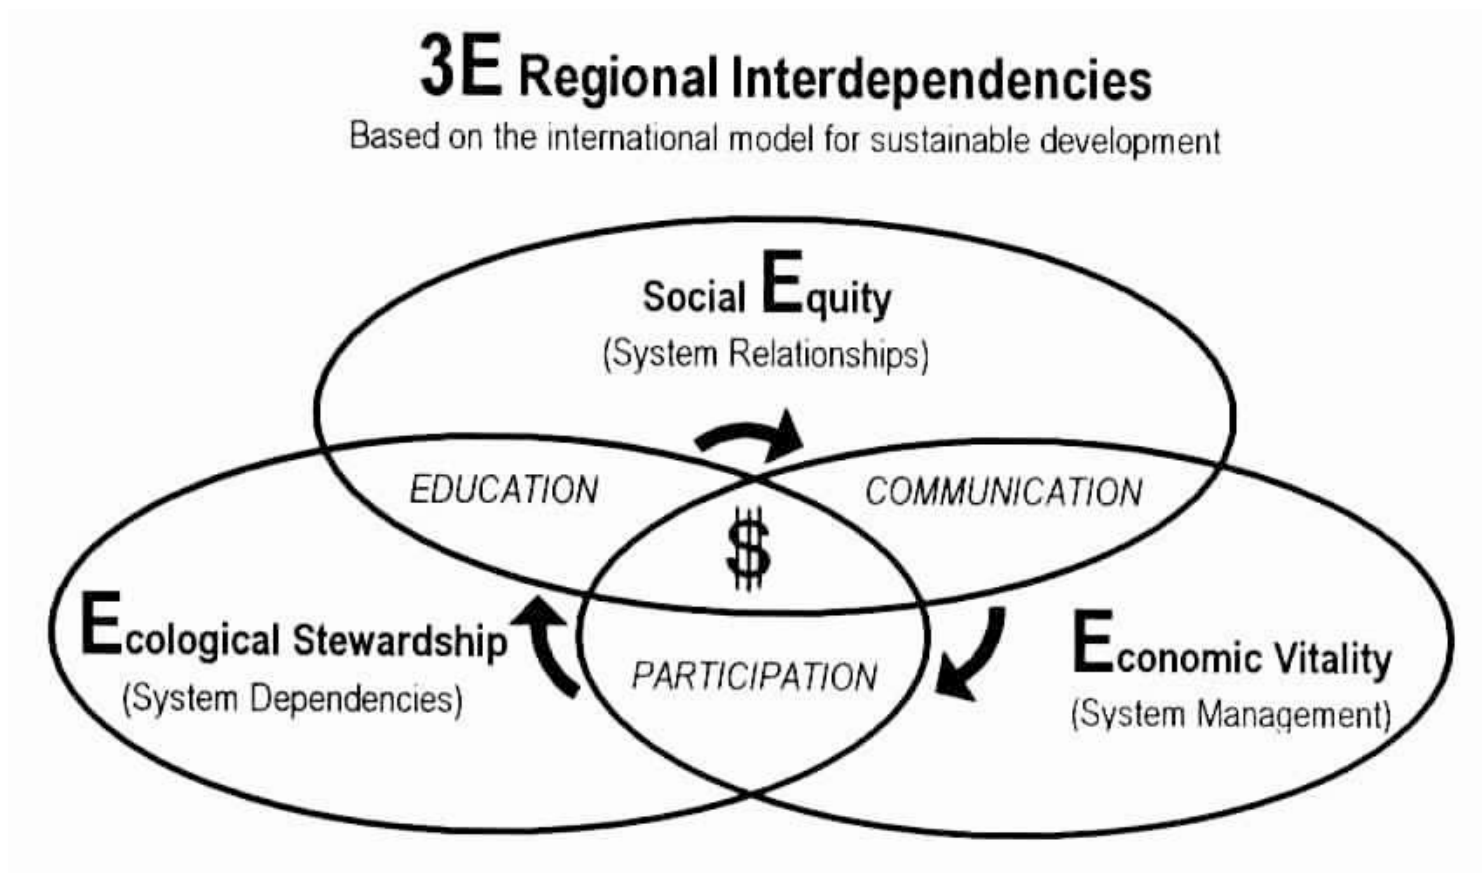 3E Regional Interdependencies
Based on the international model for sustainable development
Social Equity
(System Relationships)
EDUCATION
COMMUNICATION
$
Ecological Stewardship
(System Dependencies)
PARTICIPATION
Economic Vitality
(System Management)